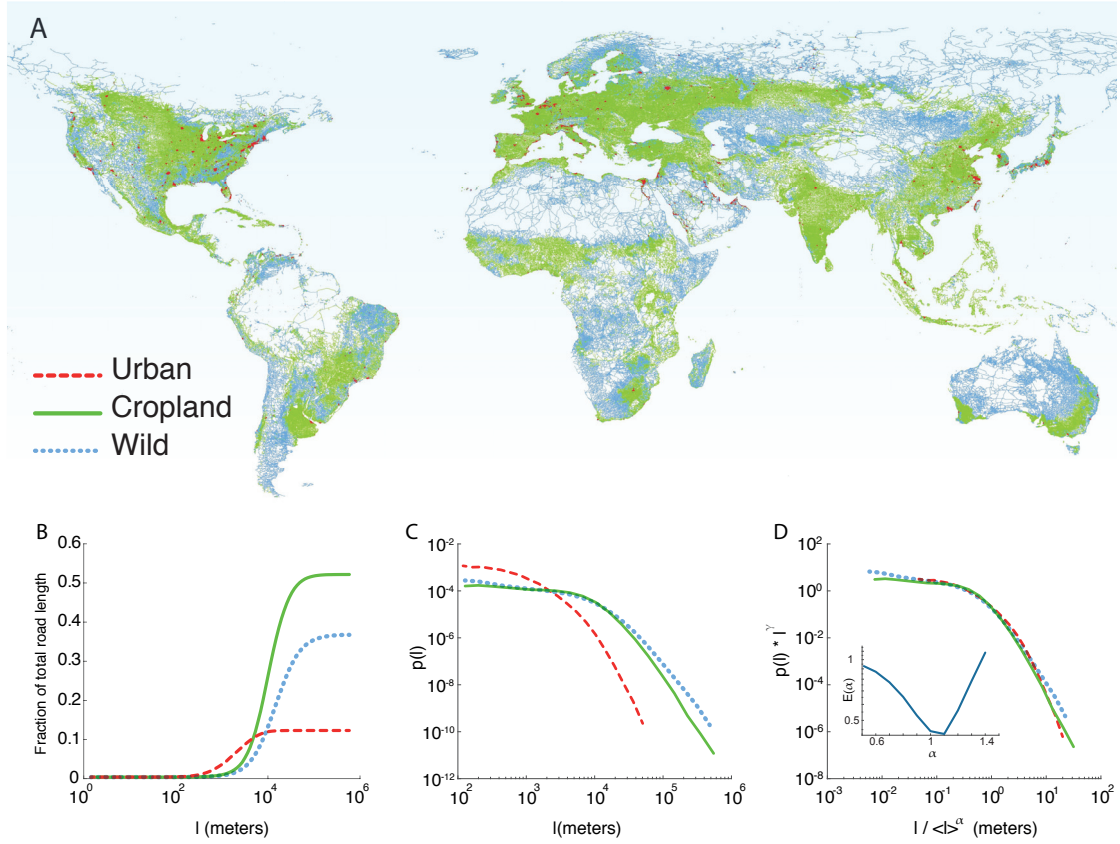 A
Urban
Cropland
Wild
B
Fraction of total road length
0.6
0.5
0.4
0.3
0.2
0.1
0
10^0
10^2
10^4
10^6
l (meters)
C
p(l)
10^-2
10^-4
10^-6
10^-8
10^-10
10^-12
10^2
10^3
10^4
10^5
10^6
l(meters)
D
p(l) * l^γ
10^2
10^0
10^-2
10^-4
10^-6
10^-8
E(α)
1
0.5
0.6
1
1.4
α
10^-3
10^-2
10^-1
10^0
10^1
10^2
l / <l>^α (meters)